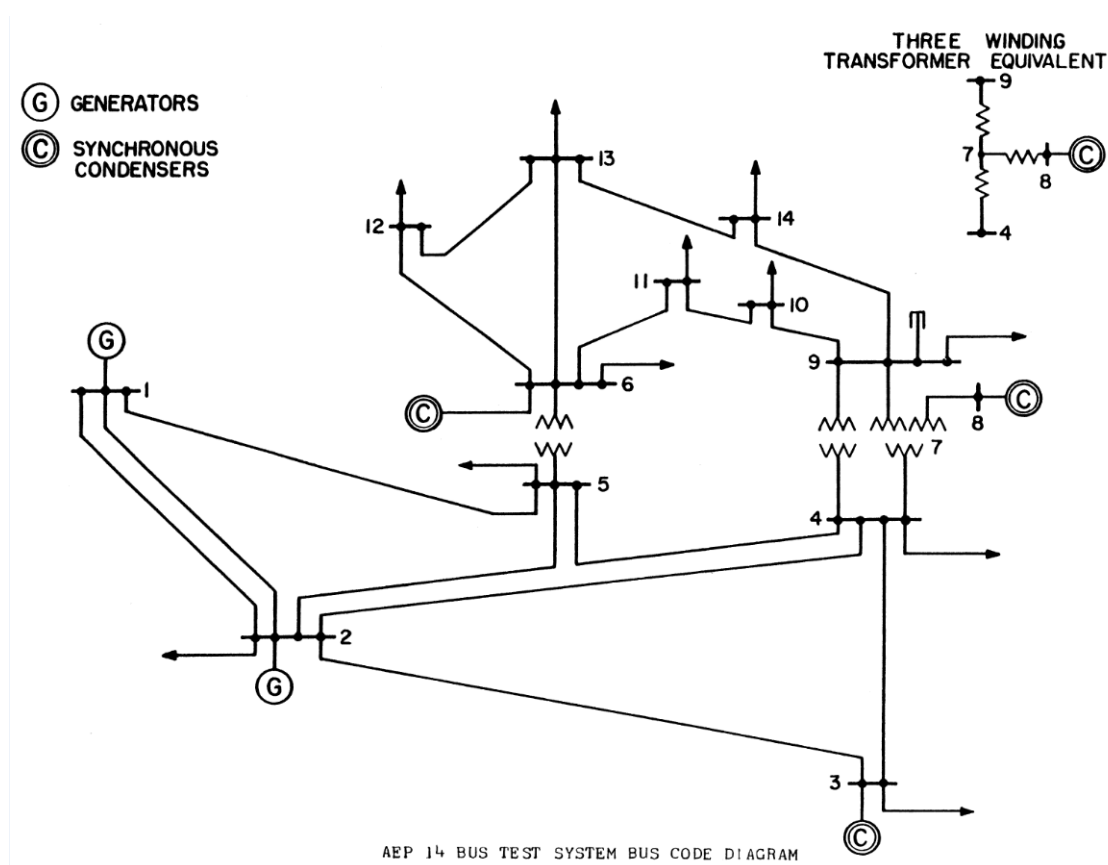 THREE WINDING
TRANSFORMER EQUIVALENT
9
7
8
C
4
G GENERATORS
C SYNCHRONOUS
CONDENSERS
13
12
14
11
10
G
1
9
6
C
8
C
7
5
4
2
G
3
C
AEP 14 BUS TEST SYSTEM BUS CODE DIAGRAM